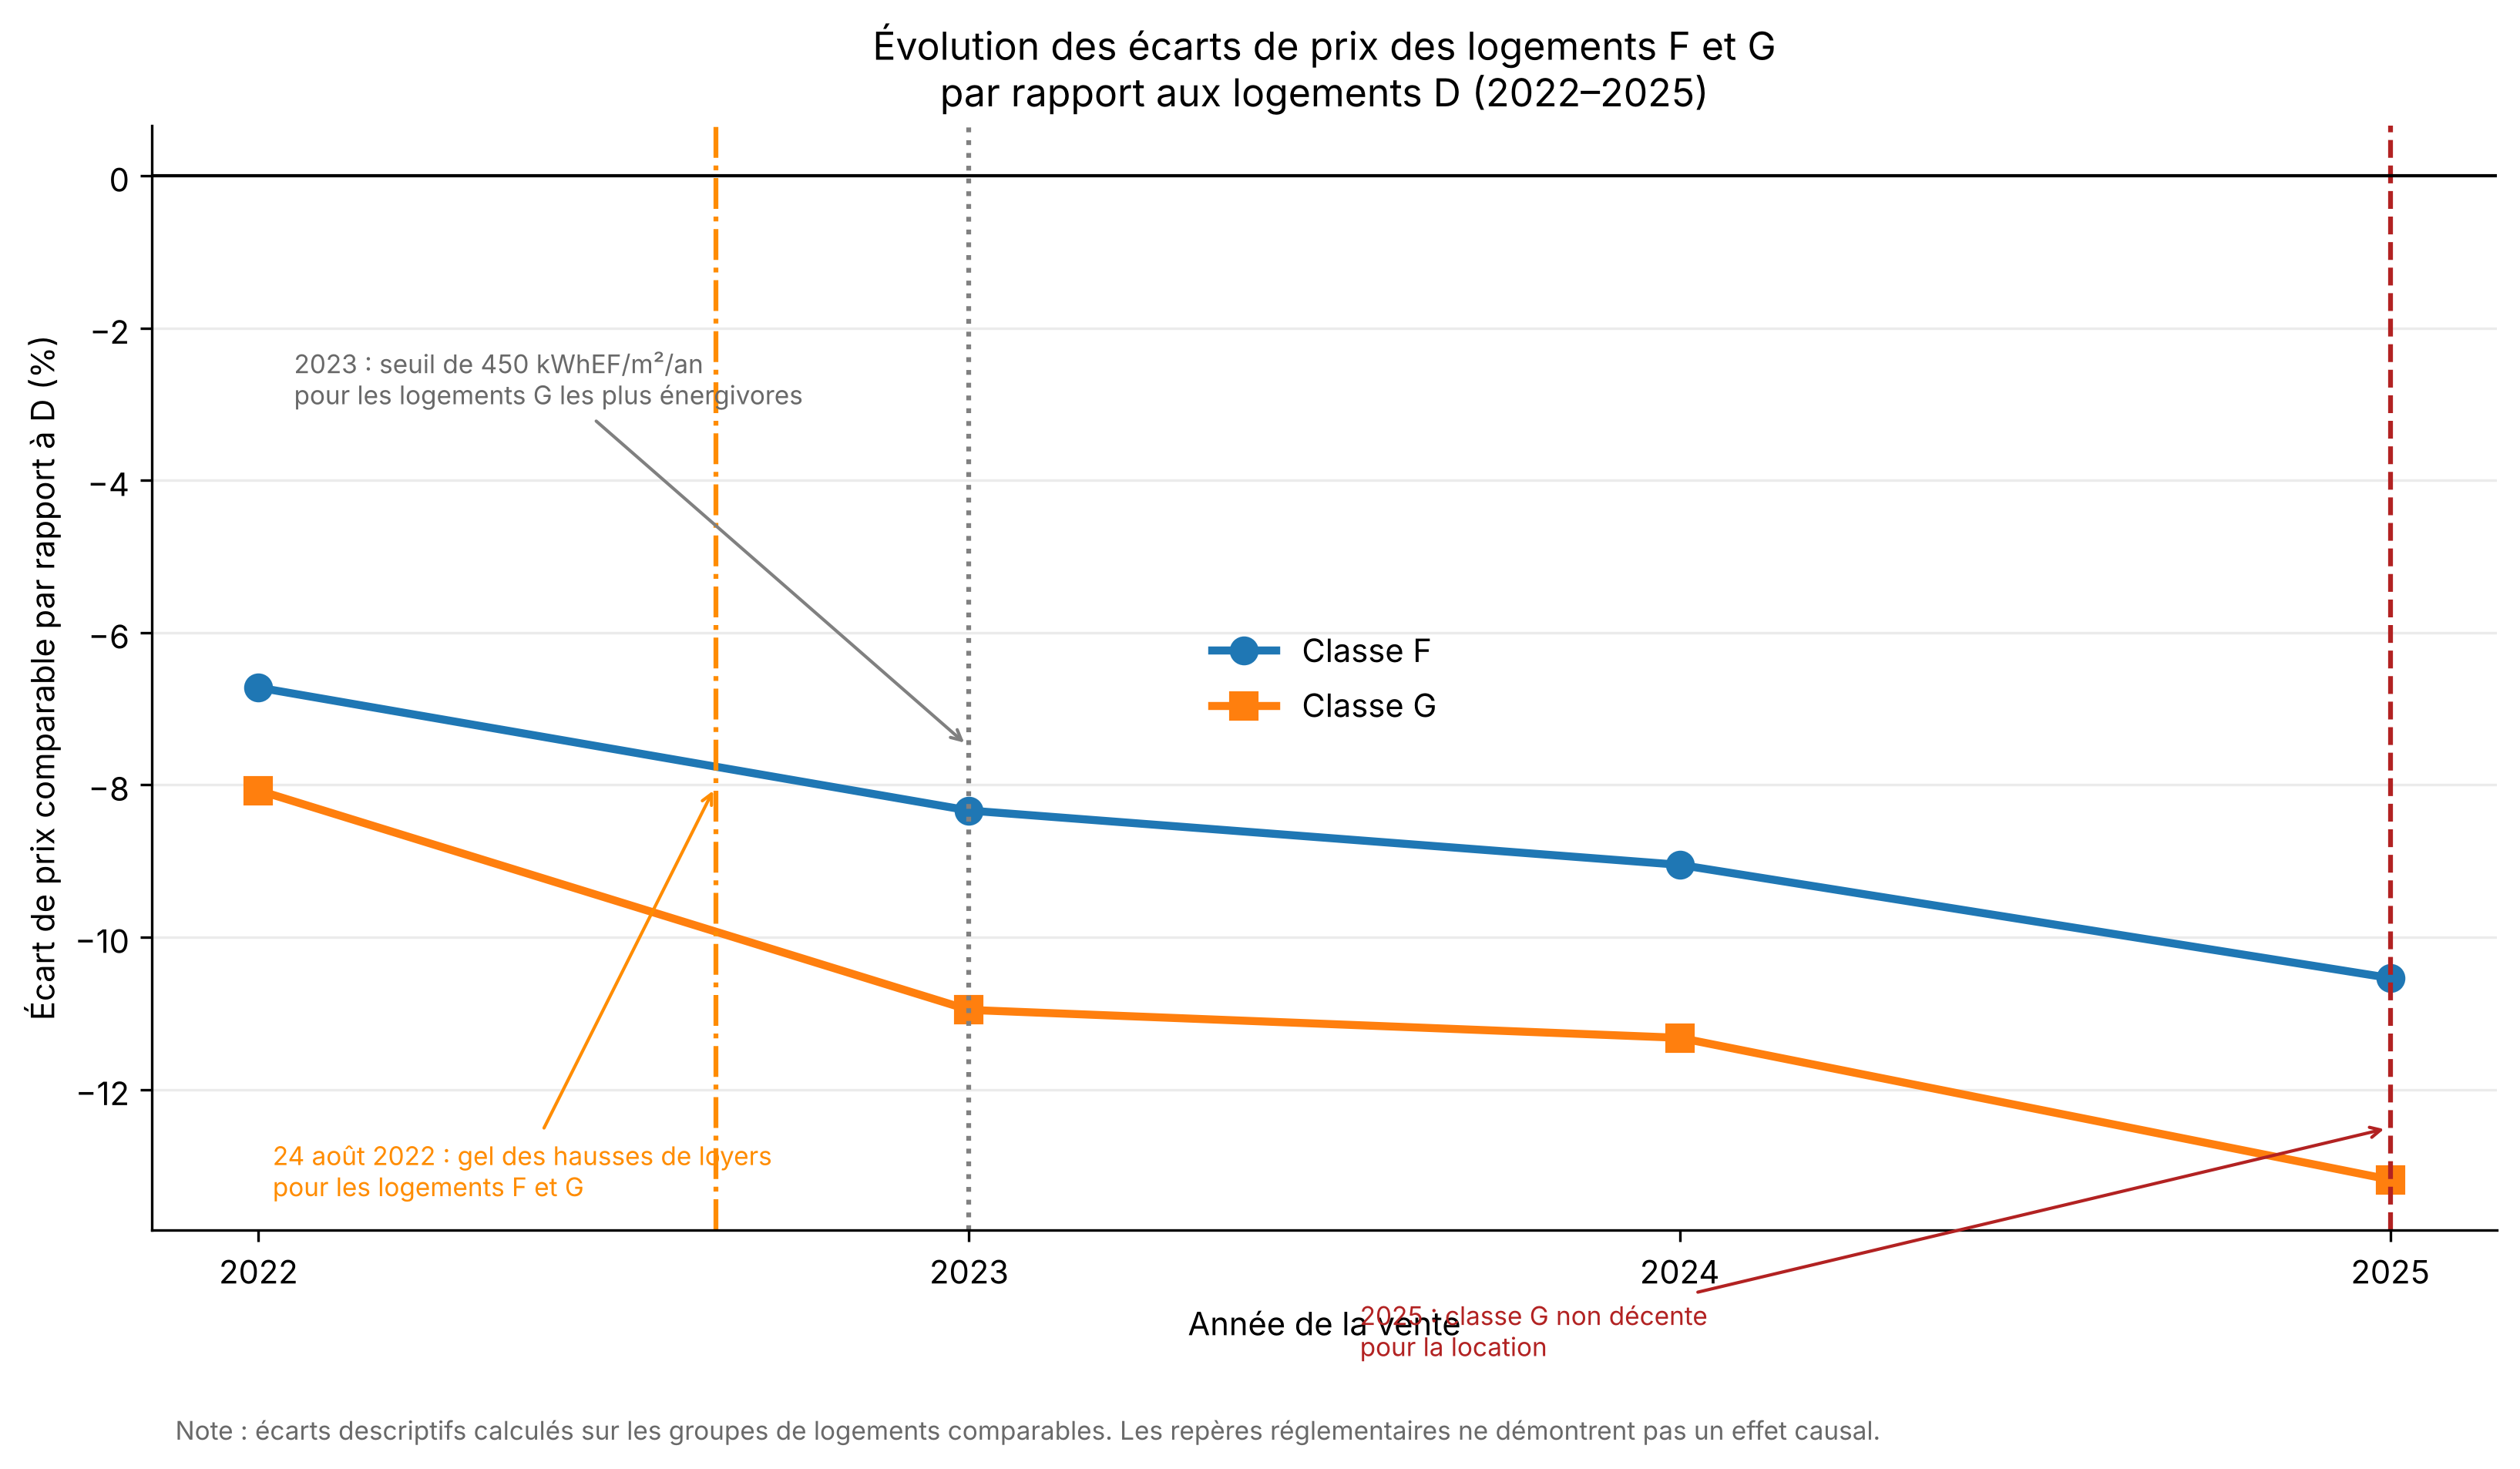 Évolution des écarts de prix des logements F et G
par rapport aux logements D (2022–2025)
Écart de prix comparable par rapport à D (%)
0
−2
−4
−6
−8
−10
−12
2023 : seuil de 450 kWhEF/m²/an
pour les logements G les plus énergivores
Classe F
Classe G
24 août 2022 : gel des hausses de loyers
pour les logements F et G
2022
2023
2024
2025
Année de la vente
2025 : classe G non décente
pour la location
Note : écarts descriptifs calculés sur les groupes de logements comparables. Les repères réglementaires ne démontrent pas un effet causal.